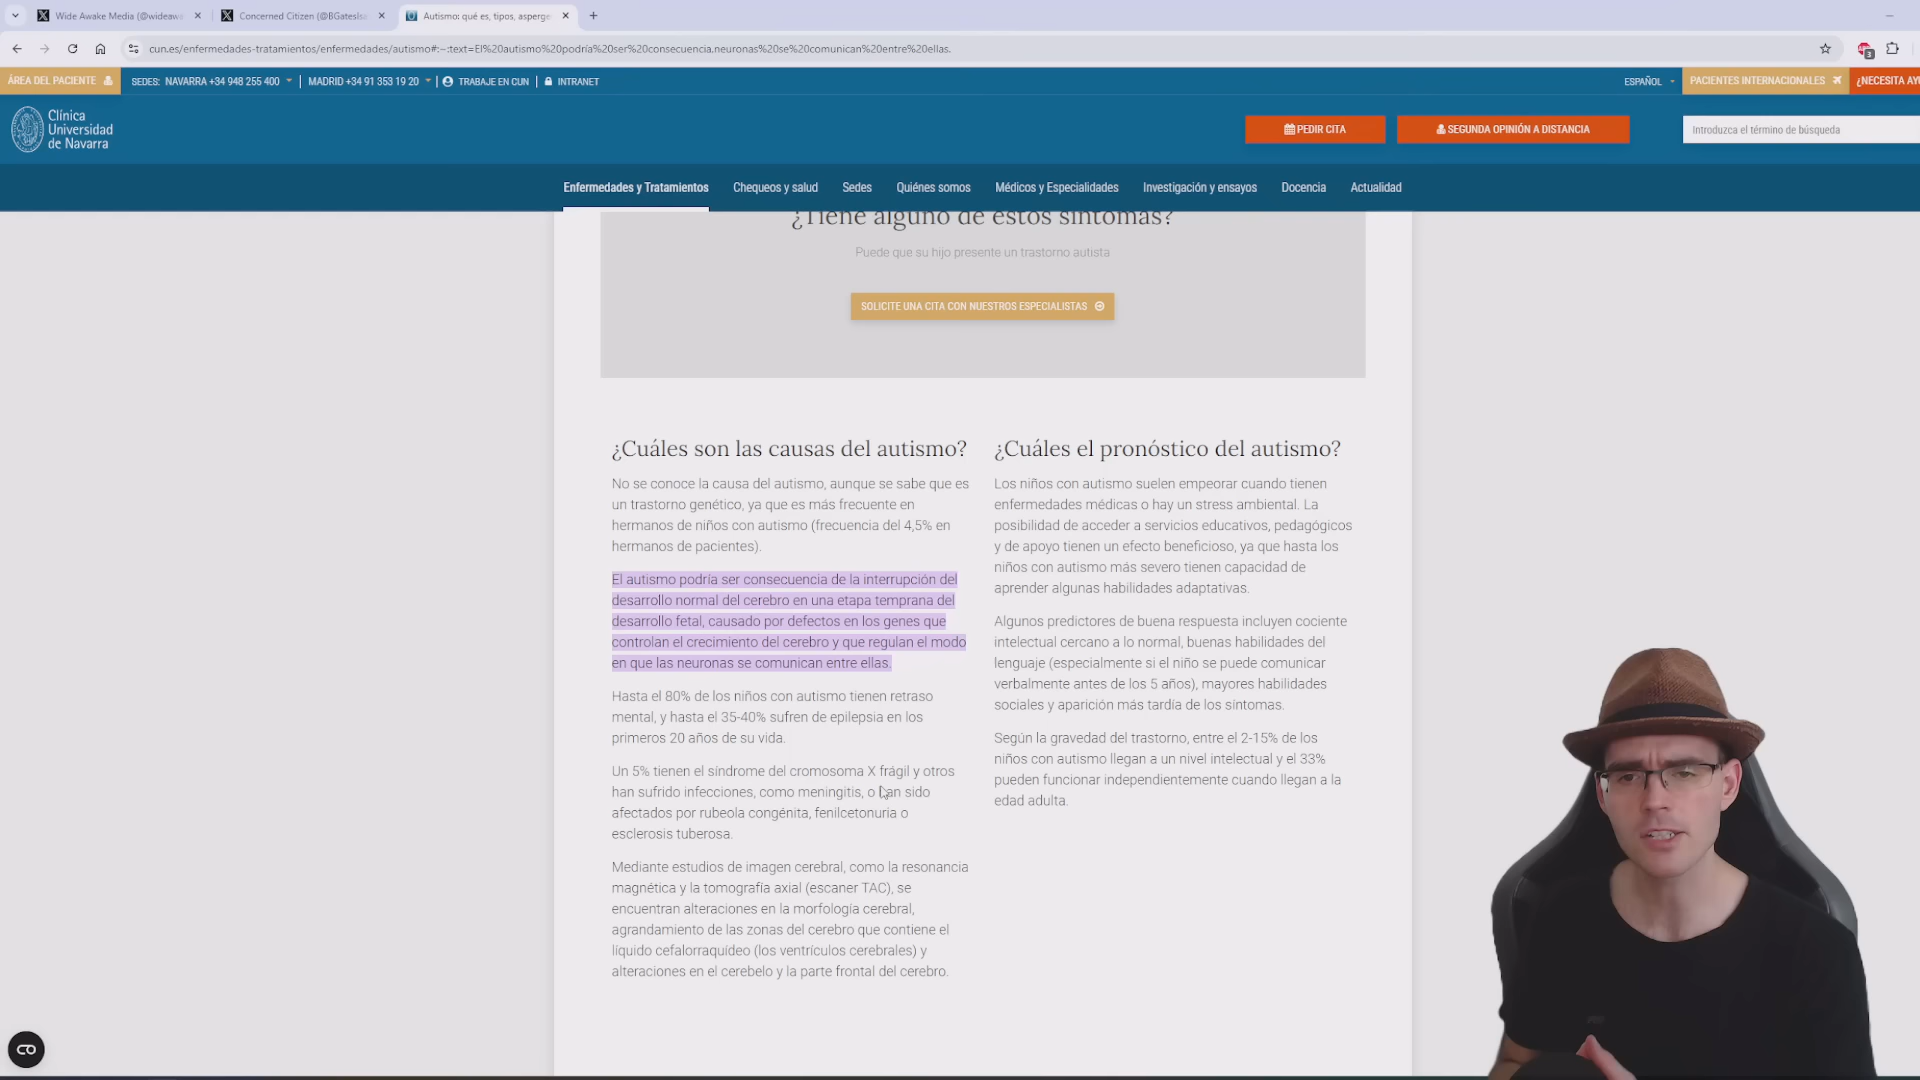 Wide Awake Media (@wideawa
Concerned Citizen (@BGatesIsa
Autismo: qué es, tipos, asperge
cun.es/enfermedades-tratamientos/enfermedades/autismo#:~:text=El%20autismo%20podría%20ser%20consecuencia,neuronas%20se%20comunican%20entre%20ellas.
3
ÁREA DEL PACIENTE
SEDES: NAVARRA +34 948 255 400
MADRID +34 91 353 19 20
TRABAJE EN CUN
INTRANET
ESPAÑOL
PACIENTES INTERNACIONALES
¿NECESITA AYU
Clínica
Universidad
de Navarra
PEDIR CITA
SEGUNDA OPINIÓN A DISTANCIA
Introduzca el término de búsqueda
Enfermedades y Tratamientos
Chequeos y salud
Sedes
Quiénes somos
Médicos y Especialidades
Investigación y ensayos
Docencia
Actualidad
¿Tiene alguno de estos síntomas?
Puede que su hijo presente un trastorno autista
SOLICITE UNA CITA CON NUESTROS ESPECIALISTAS
¿Cuáles son las causas del autismo?
No se conoce la causa del autismo, aunque se sabe que es
un trastorno genético, ya que es más frecuente en
hermanos de niños con autismo (frecuencia del 4,5% en
hermanos de pacientes).
El autismo podría ser consecuencia de la interrupción del
desarrollo normal del cerebro en una etapa temprana del
desarrollo fetal, causado por defectos en los genes que
controlan el crecimiento del cerebro y que regulan el modo
en que las neuronas se comunican entre ellas.
Hasta el 80% de los niños con autismo tienen retraso
mental, y hasta el 35-40% sufren de epilepsia en los
primeros 20 años de su vida.
Un 5% tienen el síndrome del cromosoma X frágil y otros
han sufrido infecciones, como meningitis, o han sido
afectados por rubeola congénita, fenilcetonuria o
esclerosis tuberosa.
Mediante estudios de imagen cerebral, como la resonancia
magnética y la tomografía axial (escaner TAC), se
encuentran alteraciones en la morfología cerebral,
agrandamiento de las zonas del cerebro que contiene el
líquido cefalorraquídeo (los ventrículos cerebrales) y
alteraciones en el cerebelo y la parte frontal del cerebro.
¿Cuáles el pronóstico del autismo?
Los niños con autismo suelen empeorar cuando tienen
enfermedades médicas o hay un stress ambiental. La
posibilidad de acceder a servicios educativos, pedagógicos
y de apoyo tienen un efecto beneficioso, ya que hasta los
niños con autismo más severo tienen capacidad de
aprender algunas habilidades adaptativas.
Algunos predictores de buena respuesta incluyen cociente
intelectual cercano a lo normal, buenas habilidades del
lenguaje (especialmente si el niño se puede comunicar
verbalmente antes de los 5 años), mayores habilidades
sociales y aparición más tardía de los síntomas.
Según la gravedad del trastorno, entre el 2-15% de los
niños con autismo llegan a un nivel intelectual y el 33%
pueden funcionar independientemente cuando llegan a la
edad adulta.